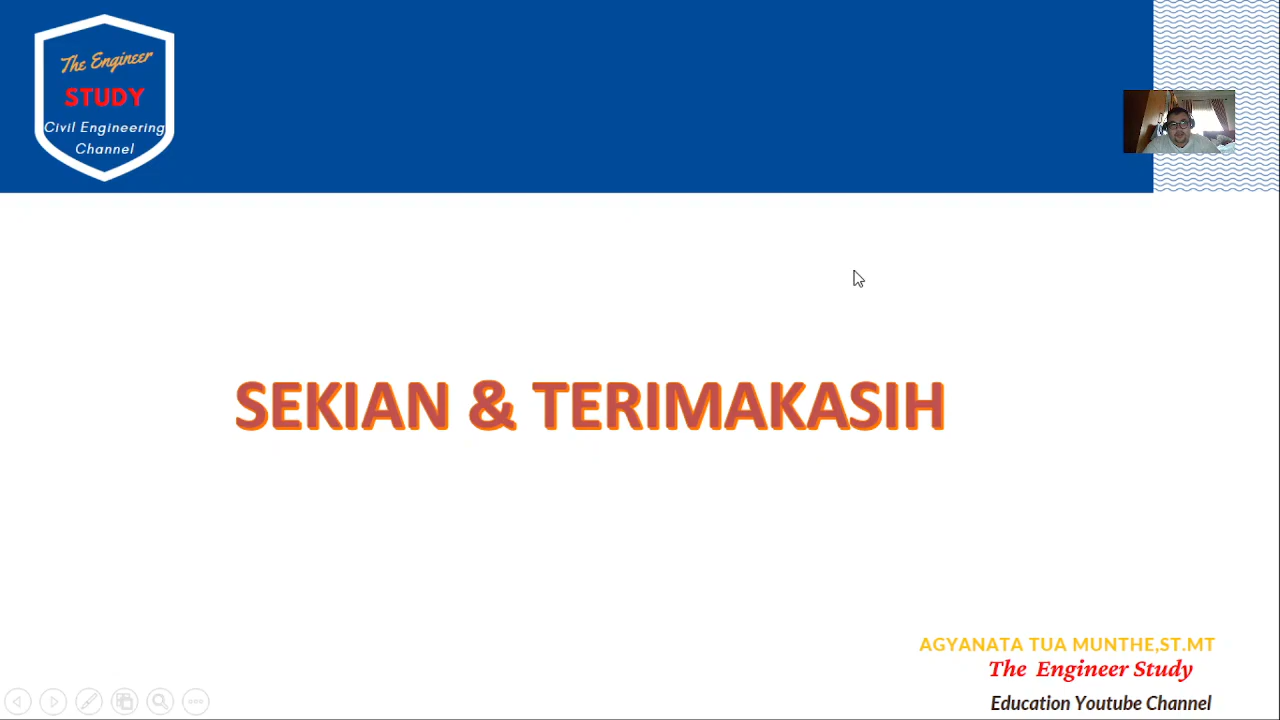 The Engineer
STUDY
Civil Engineering
Channel
SEKIAN & TERIMAKASIH
AGYANATA TUA MUNTHE,ST.MT
The Engineer Study
Education Youtube Channel